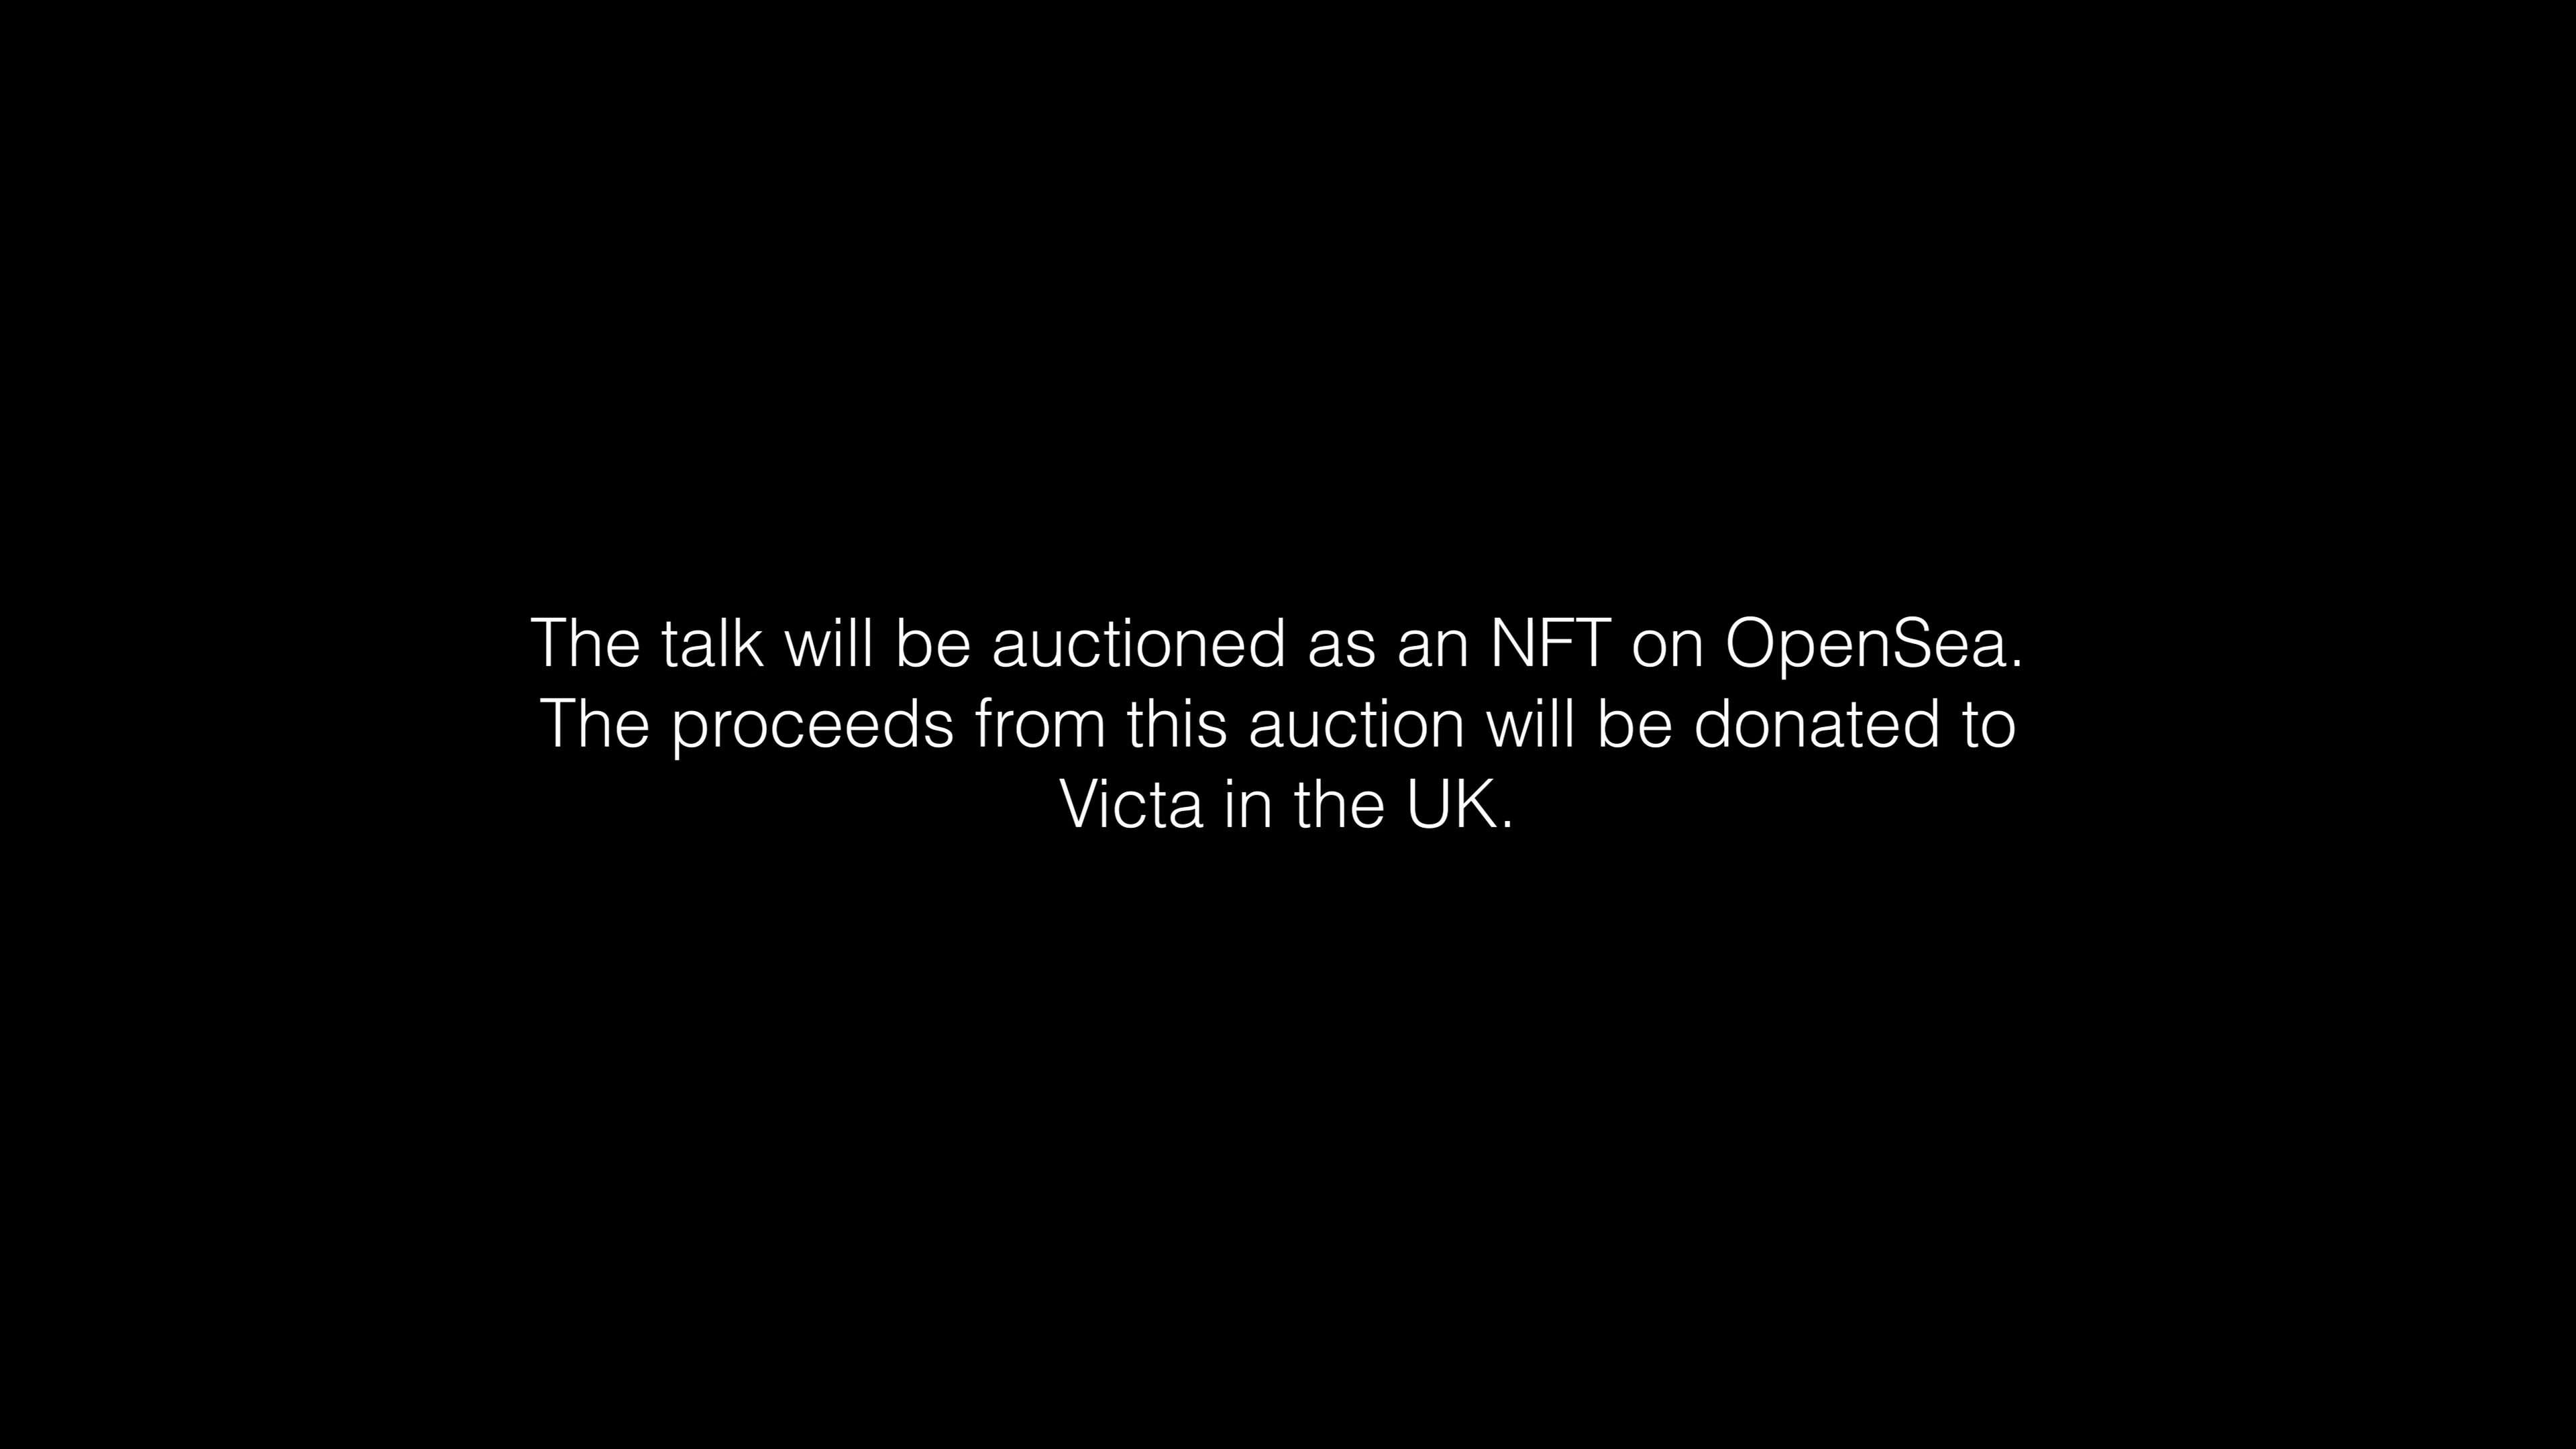 The talk will be auctioned as an NFT on OpenSea.
The proceeds from this auction will be donated to
Victa in the UK.